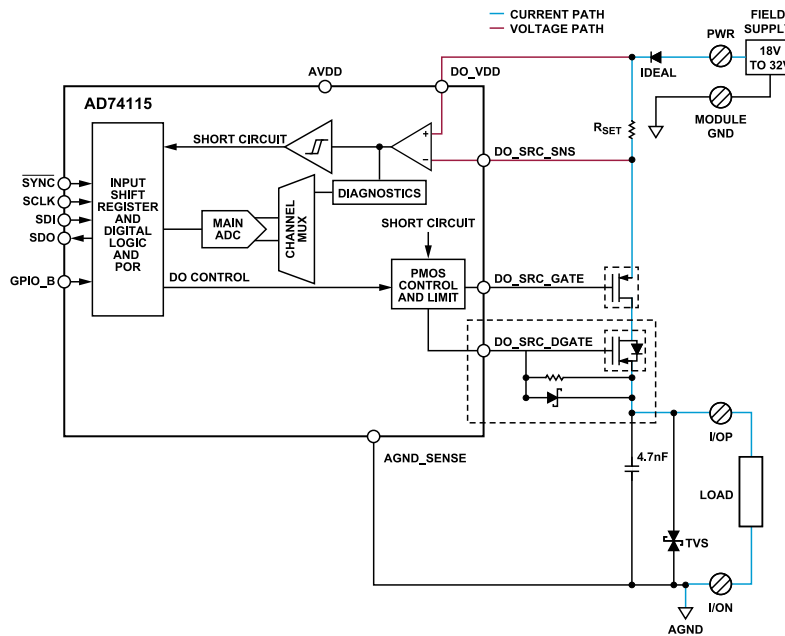 CURRENT PATH
VOLTAGE PATH
FIELD
SUPPLY
PWR
18V
TO 32V
IDEAL
MODULE
GND
AVDD
DO_VDD
AD74115
RSET
SHORT CIRCUIT
DO_SRC_SNS
+
–
DIAGNOSTICS
INPUT
SHIFT
REGISTER
AND
DIGITAL
LOGIC
AND
POR
SYNC
SCLK
SDI
SDO
GPIO_B
MAIN
ADC
CHANNEL
MUX
SHORT CIRCUIT
DO CONTROL
PMOS
CONTROL
AND LIMIT
DO_SRC_GATE
DO_SRC_DGATE
AGND_SENSE
4.7nF
I/OP
LOAD
TVS
I/ON
AGND